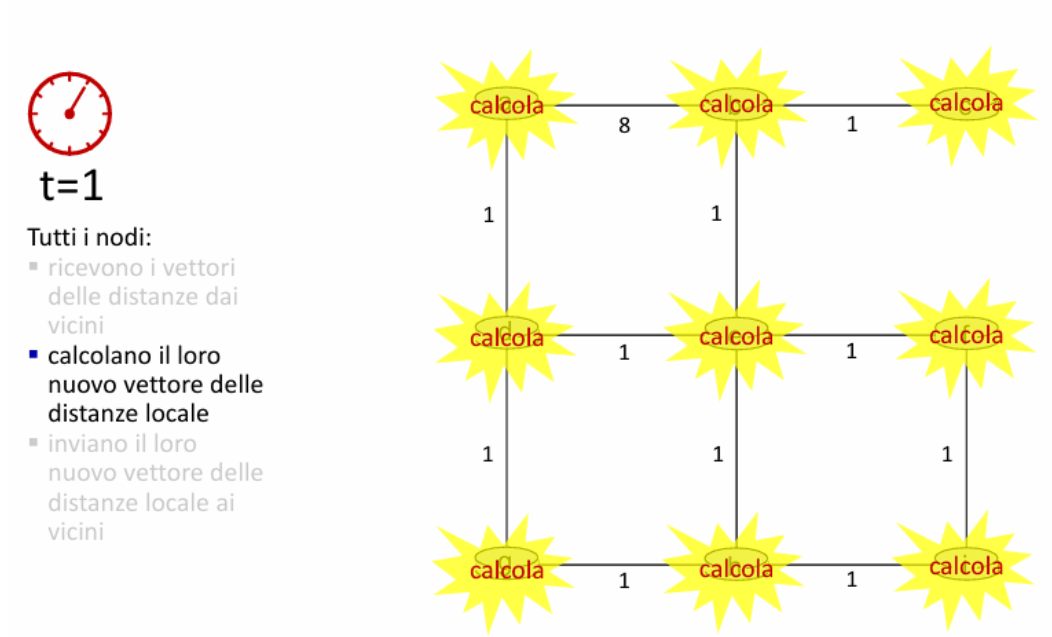 t=1
Tutti i nodi:
▪ ricevono i vettori
delle distanze dai
vicini
▪ calcolano il loro
nuovo vettore delle
distanze locale
▪ inviano il loro
nuovo vettore delle
distanze locale ai
vicini
calcola calcola calcola
8 1
1 1
calcola calcola calcola
1 1
1 1 1
calcola calcola calcola
1 1